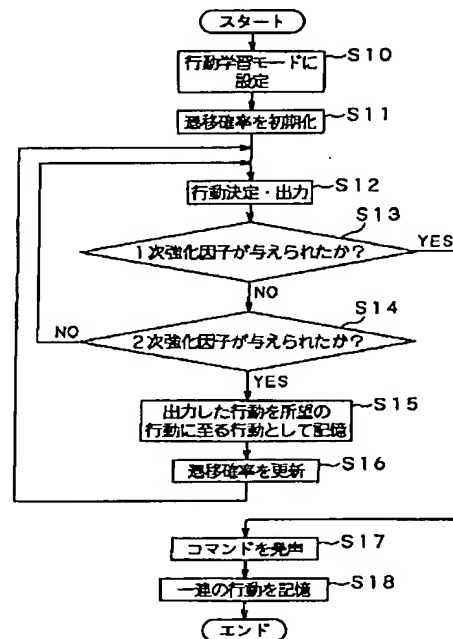 スタート
S10
行動学習モードに
設定
S11
遷移確率を初期化
S12
行動決定・出力
S13
1次強化因子が与えられたか?
YES
NO
S14
NO
2次強化因子が与えられたか?
YES
S15
出力した行動を所望の
行動に至る行動として記憶
S16
遷移確率を更新
S17
コマンドを発声
S18
一連の行動を記憶
エンド